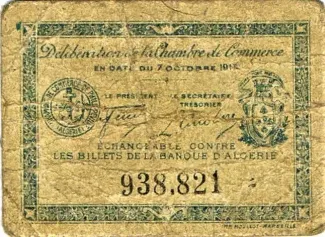 Délibération de la Chambre de Commerce
EN DATE DU 7 OCTOBRE
LE PRÉSIDENT
LE SECRÉTAIRE
TRÉSORIER
ÉCHANGEABLE CONTRE
LES BILLETS DE LA BANQUE D'ALGÉRIE
938.821